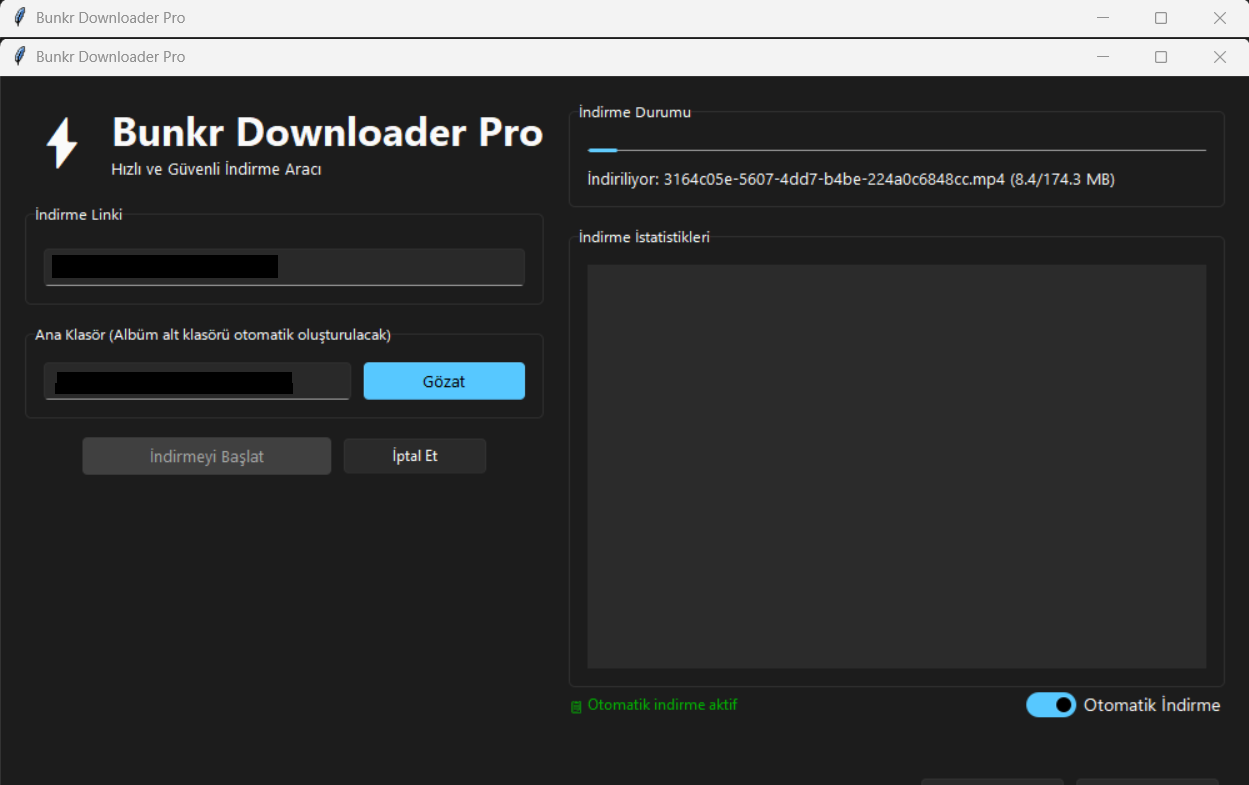 Bunkr Downloader Pro
Bunkr Downloader Pro
Bunkr Downloader Pro
Hızlı ve Güvenli İndirme Aracı
İndirme Linki
Ana Klasör (Albüm alt klasörü otomatik oluşturulacak)
Gözat
İndirmeyi Başlat
İptal Et
İndirme Durumu
İndiriliyor: 3164c05e-5607-4dd7-b4be-224a0c6848cc.mp4 (8.4/174.3 MB)
İndirme İstatistikleri
Otomatik indirme aktif
Otomatik İndirme